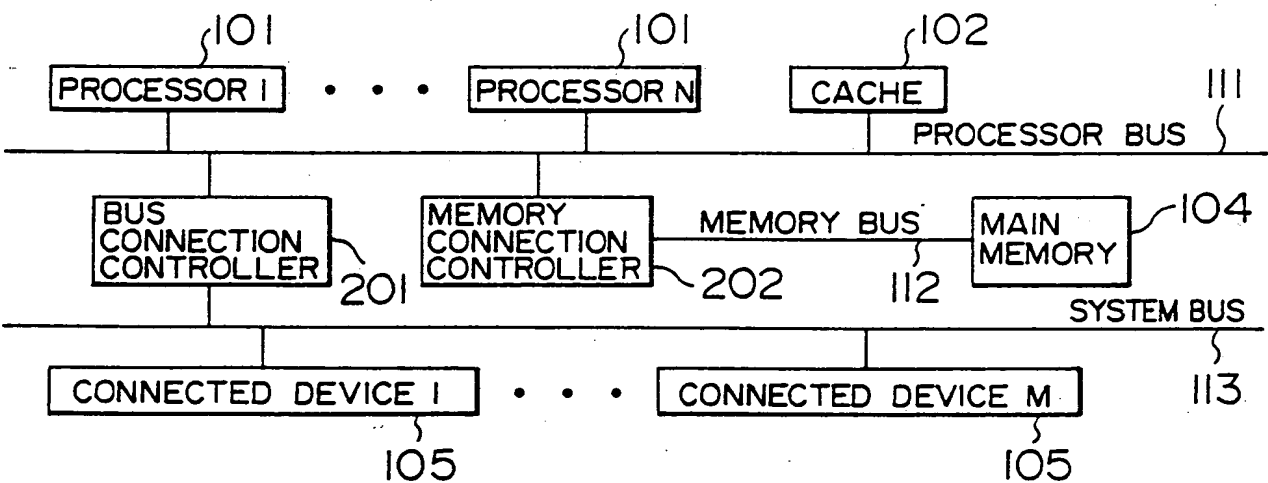 101
101
102
PROCESSOR 1
• • •
PROCESSOR N
CACHE
111
PROCESSOR BUS
BUS
CONNECTION
CONTROLLER
201
MEMORY
CONNECTION
CONTROLLER
202
MEMORY BUS
112
MAIN
MEMORY
104
SYSTEM BUS
113
CONNECTED DEVICE 1
• • •
CONNECTED DEVICE M
105
105